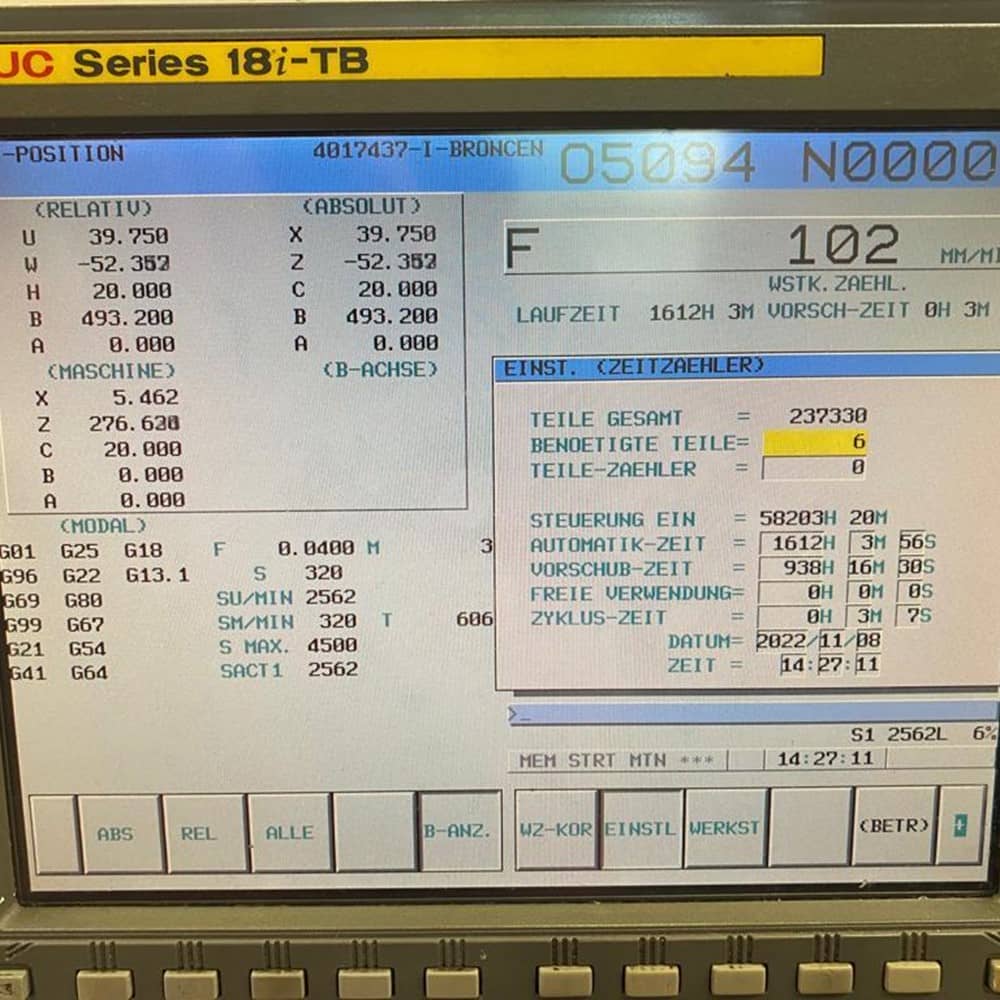 UC Series 18i-TB
-POSITION 4017437-I-BRONCEN O5094 N0000
(RELATIV) (ABSOLUT)
U 39.750 X 39.750
W Z
H 20.000 C 20.000
B 493.200 B 493.200
A 0.000 A 0.000
(MASCHINE) (B-ACHSE)
X 5.462
Z
C 20.000
B 0.000
A 0.000
(MODAL)
G01 G25 G18 F 0.0400 M 3
G96 G22 G13.1 S 320
G69 G80 SU/MIN 2562
G99 G67 SM/MIN 320 T 606
G21 G54 S MAX. 4500
G41 G64 SACT1 2562
F 102 MM/MI
WSTK.ZAEHL.
LAUFZEIT 1612H 3M VORSCH-ZEIT 0H 3M
EINST. (ZEITZAEHLER)
TEILE GESAMT = 237330
BENOETIGTE TEILE= 6
TEILE-ZAEHLER = 0
STEUERUNG EIN = 58203H 20M
AUTOMATIK-ZEIT = 1612H 3M 56S
VORSCHUB-ZEIT = 938H 16M 30S
FREIE VERWENDUNG= 0H 0M 0S
ZYKLUS-ZEIT = 0H 3M 7S
DATUM= 2022/11/08
ZEIT = 14:27:11
>_
S1 2562L 6%
MEM STRT MTN *** 14:27:11
ABS REL ALLE B-ANZ. WZ-KOR EINSTL WERKST (BETR) +